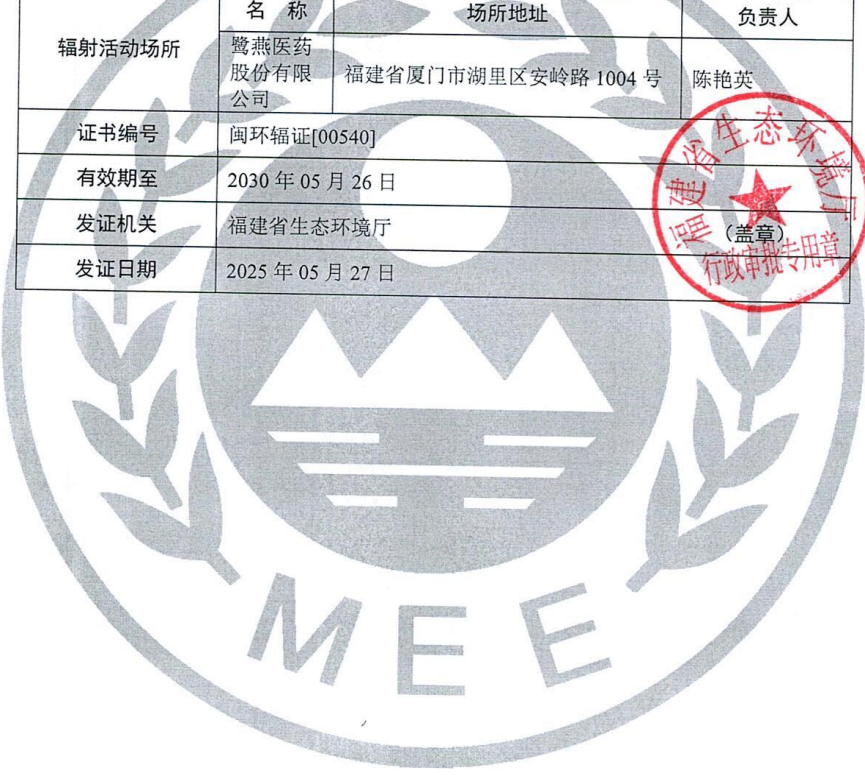 名 称 场所地址 负责人
辐射活动场所
鹭燕医药
股份有限
公司
福建省厦门市湖里区安岭路 1004 号
陈艳英
证书编号 闽环辐证[00540]
有效期至 2030 年 05 月 26 日
发证机关 福建省生态环境厅
(盖章)
发证日期 2025 年 05 月 27 日
福建省生态环境厅
行政审批专用章
MEE